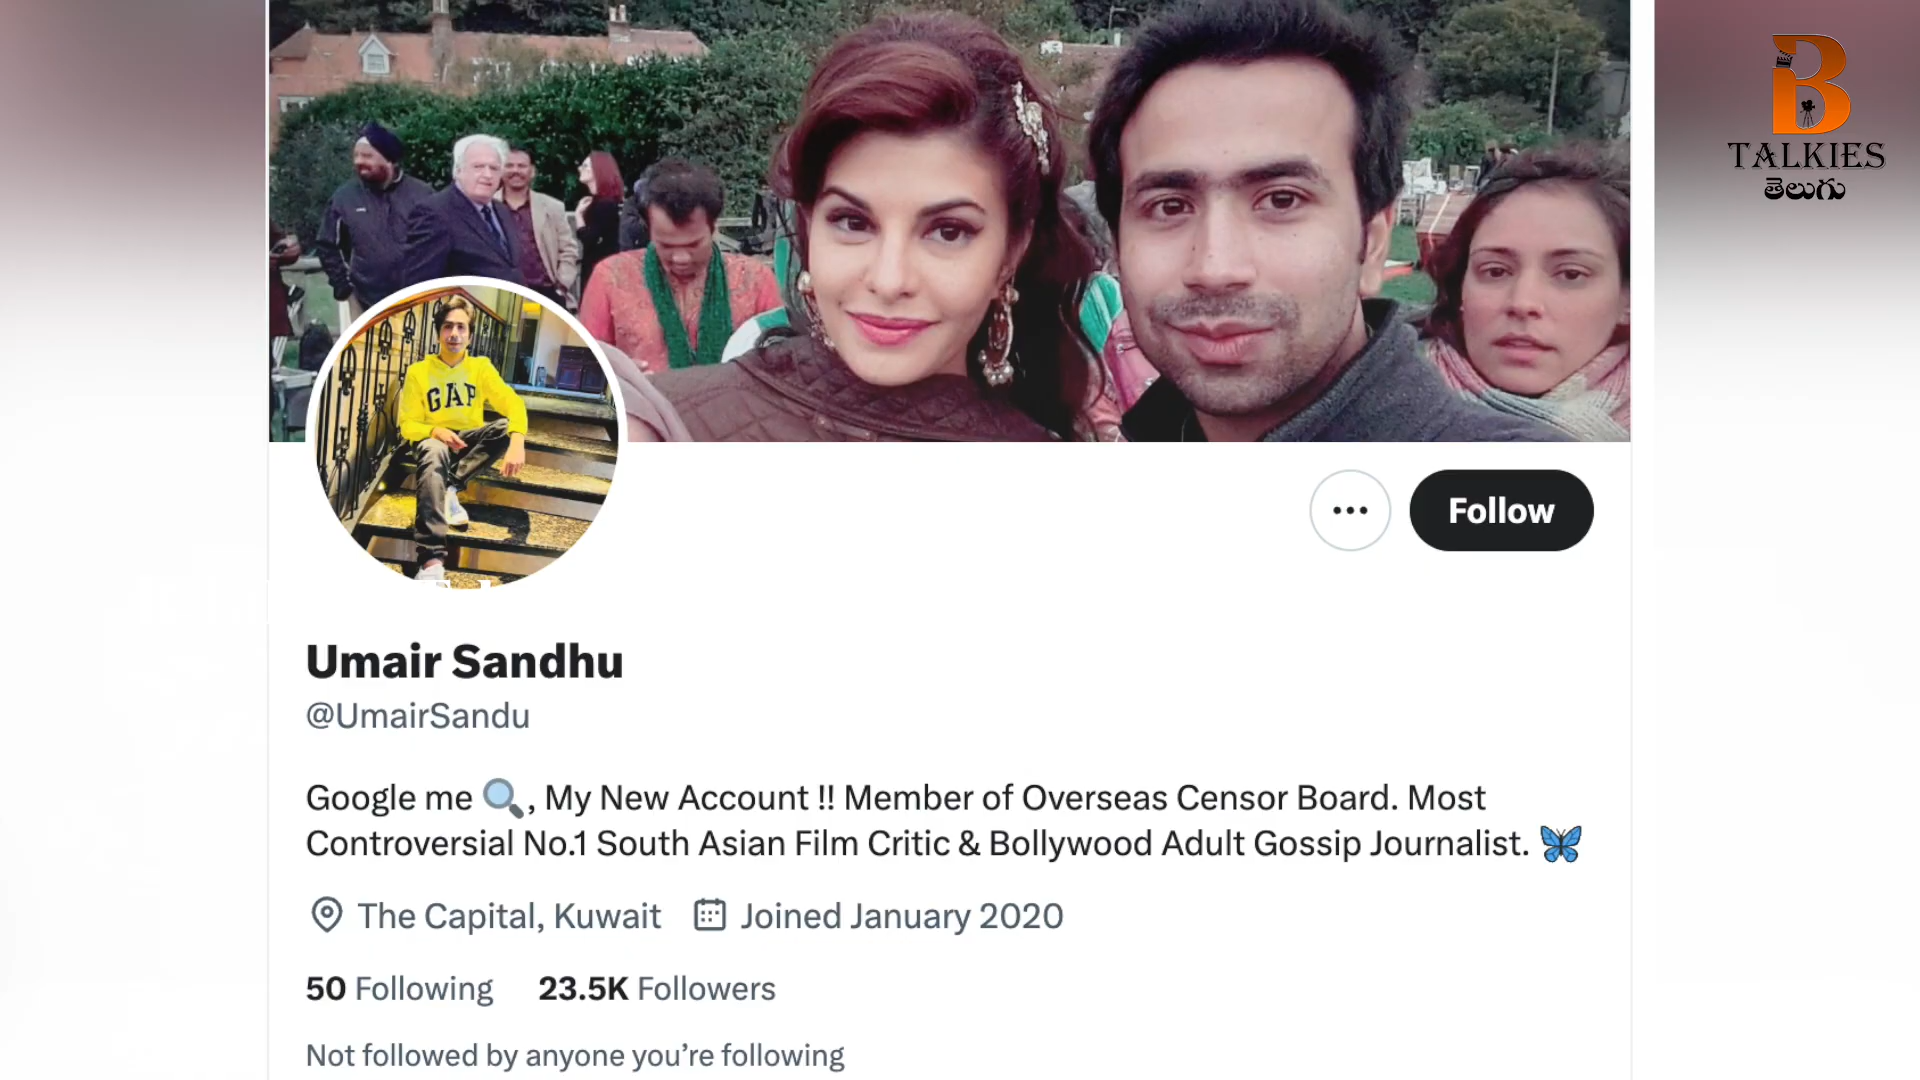 B
TALKIES
తెలుగు
GAP
Follow
Umair Sandhu
@UmairSandu
Google me 🔍, My New Account !! Member of Overseas Censor Board. Most
Controversial No.1 South Asian Film Critic & Bollywood Adult Gossip Journalist. 🦋
The Capital, Kuwait Joined January 2020
50 Following 23.5K Followers
Not followed by anyone you’re following